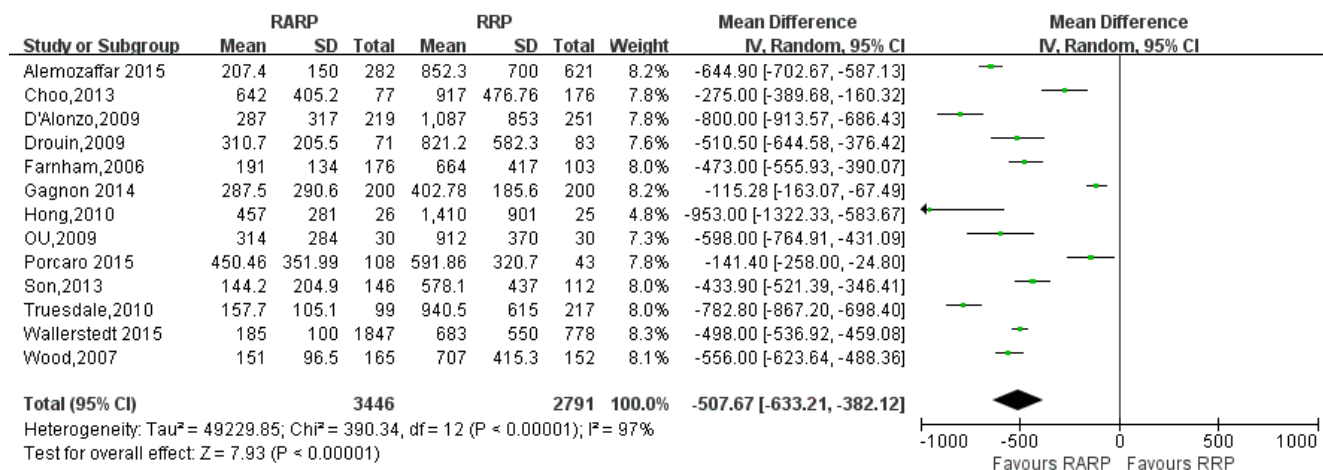 RARP RRP Mean Difference Mean Difference
Study or Subgroup Mean SD Total Mean SD Total Weight IV, Random, 95% CI IV, Random, 95% CI
Alemozaffar 2015 207.4 150 282 852.3 700 621 8.2% -644.90 [-702.67, -587.13]
Choo,2013 642 405.2 77 917 476.76 176 7.8% -275.00 [-389.68, -160.32]
D'Alonzo,2009 287 317 219 1,087 853 251 7.8% -800.00 [-913.57, -686.43]
Drouin,2009 310.7 205.5 71 821.2 582.3 83 7.6% -510.50 [-644.58, -376.42]
Farnham,2006 191 134 176 664 417 103 8.0% -473.00 [-555.93, -390.07]
Gagnon 2014 287.5 290.6 200 402.78 185.6 200 8.2% -115.28 [-163.07, -67.49]
Hong,2010 457 281 26 1,410 901 25 4.8% -953.00 [-1322.33, -583.67]
OU,2009 314 284 30 912 370 30 7.3% -598.00 [-764.91, -431.09]
Porcaro 2015 450.46 351.99 108 591.86 320.7 43 7.8% -141.40 [-258.00, -24.80]
Son,2013 144.2 204.9 146 578.1 437 112 8.0% -433.90 [-521.39, -346.41]
Truesdale,2010 157.7 105.1 99 940.5 615 217 8.0% -782.80 [-867.20, -698.40]
Wallerstedt 2015 185 100 1847 683 550 778 8.3% -498.00 [-536.92, -459.08]
Wood,2007 151 96.5 165 707 415.3 152 8.1% -556.00 [-623.64, -488.36]
Total (95% CI) 3446 2791 100.0% -507.67 [-633.21, -382.12]
Heterogeneity: Tau² = 49229.85; Chi² = 390.34, df = 12 (P < 0.00001); I² = 97%
Test for overall effect: Z = 7.93 (P < 0.00001)
-1000 -500 0 500 1000
Favours RARP Favours RRP